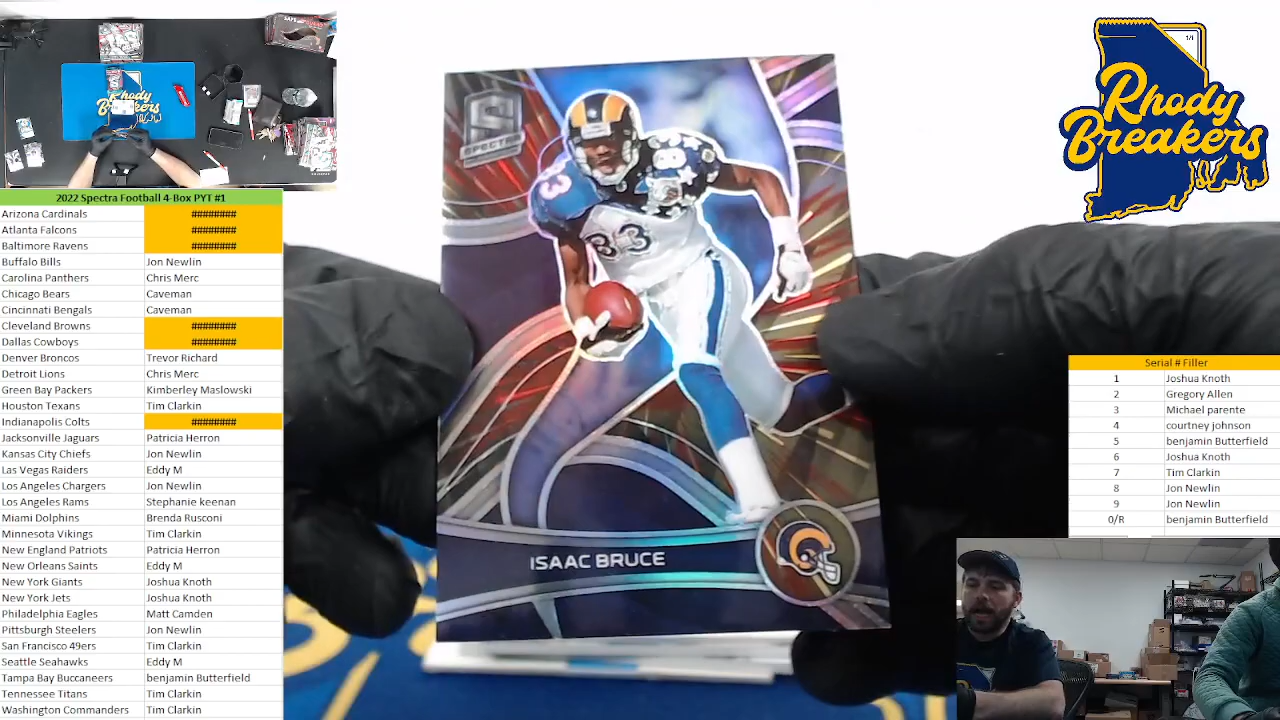 1/1
Rhody
Breakers
Rhody
Breakers
S
SPECTRA
83
83
ISAAC BRUCE
2022 Spectra Football 4-Box PYT #1
Arizona Cardinals ########
Atlanta Falcons ########
Baltimore Ravens ########
Buffalo Bills Jon Newlin
Carolina Panthers Chris Merc
Chicago Bears Caveman
Cincinnati Bengals Caveman
Cleveland Browns ########
Dallas Cowboys ########
Denver Broncos Trevor Richard
Detroit Lions Chris Merc
Green Bay Packers Kimberley Maslowski
Houston Texans Tim Clarkin
Indianapolis Colts ########
Jacksonville Jaguars Patricia Herron
Kansas City Chiefs Jon Newlin
Las Vegas Raiders Eddy M
Los Angeles Chargers Jon Newlin
Los Angeles Rams Stephanie keenan
Miami Dolphins Brenda Rusconi
Minnesota Vikings Tim Clarkin
New England Patriots Patricia Herron
New Orleans Saints Eddy M
New York Giants Joshua Knoth
New York Jets Joshua Knoth
Philadelphia Eagles Matt Camden
Pittsburgh Steelers Jon Newlin
San Francisco 49ers Tim Clarkin
Seattle Seahawks Eddy M
Tampa Bay Buccaneers benjamin Butterfield
Tennessee Titans Tim Clarkin
Washington Commanders Tim Clarkin
Serial # Filler
1 Joshua Knoth
2 Gregory Allen
3 Michael parente
4 courtney johnson
5 benjamin Butterfield
6 Joshua Knoth
7 Tim Clarkin
8 Jon Newlin
9 Jon Newlin
0/R benjamin Butterfield